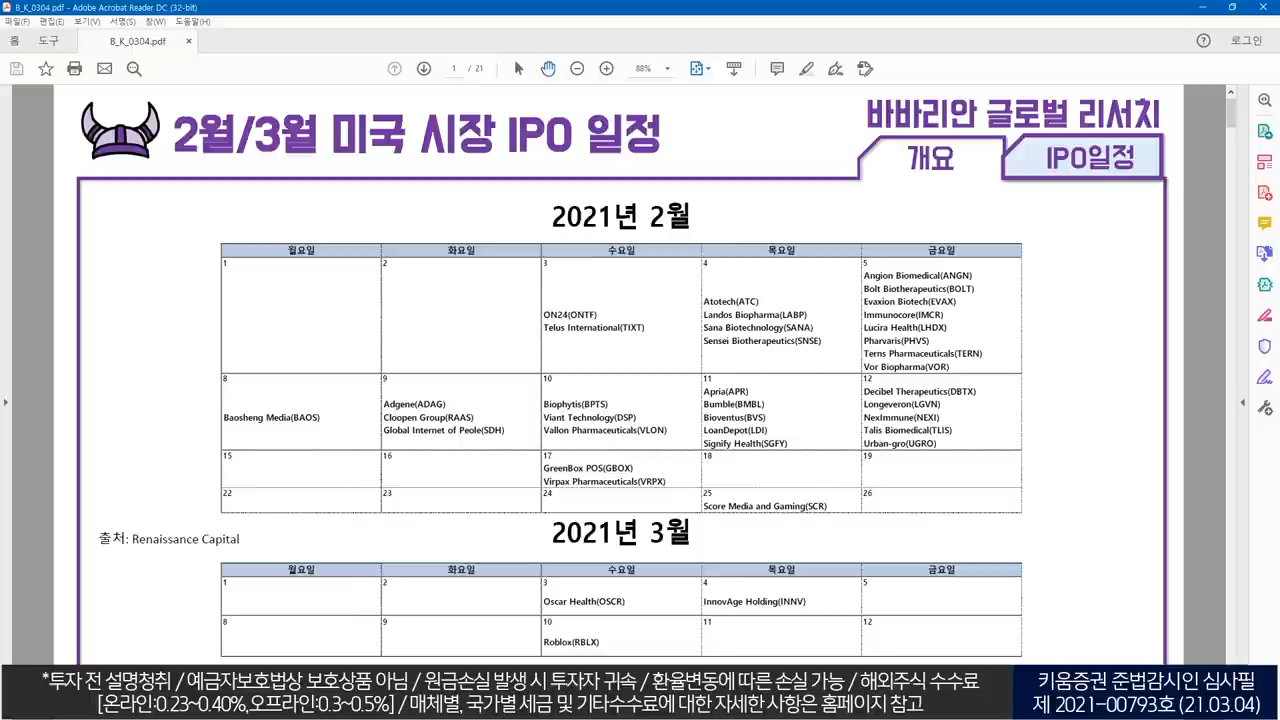 B_K_0304.pdf - Adobe Acrobat Reader DC (32-bit)
파일(F) 편집(E) 보기(V) 서명(S) 창(W) 도움말(H)
홈 도구 B_K_0304.pdf × 로그인
1 / 21 88%
2월/3월 미국 시장 IPO 일정
바바리안 글로벌 리서치
개요 IPO일정
2021년 2월
월요일 화요일 수요일 목요일 금요일
1
2
3
ON24(ONTF)
Telus International(TIXT)
4
Atotech(ATC)
Landos Biopharma(LABP)
Sana Biotechnology(SANA)
Sensei Biotherapeutics(SNSE)
5
Angion Biomedical(ANGN)
Bolt Biotherapeutics(BOLT)
Evaxion Biotech(EVAX)
Immunocore(IMCR)
Lucira Health(LHDX)
Pharvaris(PHVS)
Terns Pharmaceuticals(TERN)
Vor Biopharma(VOR)
8
Baosheng Media(BAOS)
9
Adgene(ADAG)
Cloopen Group(RAAS)
Global Internet of Peole(SDH)
10
Biophytis(BPTS)
Viant Technology(DSP)
Vallon Pharmaceuticals(VLON)
11
Apria(APR)
Bumble(BMBL)
Bioventus(BVS)
LoanDepot(LDI)
Signify Health(SGFY)
12
Decibel Therapeutics(DBTX)
Longeveron(LGVN)
NexImmune(NEXI)
Talis Biomedical(TLIS)
Urban-gro(UGRO)
15
16
17
GreenBox POS(GBOX)
Virpax Pharmaceuticals(VRPX)
18
19
22
23
24
25
Score Media and Gaming(SCR)
26
출처: Renaissance Capital
2021년 3월
월요일 화요일 수요일 목요일 금요일
1
2
3
Oscar Health(OSCR)
4
InnovAge Holding(INNV)
5
8
9
10
Roblox(RBLX)
11
12
*투자 전 설명청취 / 예금자보호법상 보호상품 아님 / 원금손실 발생 시 투자자 귀속 / 환율변동에 따른 손실 가능 / 해외주식 수수료
[온라인:0.23~0.40%,오프라인:0.3~0.5%] / 매체별, 국가별 세금 및 기타수수료에 대한 자세한 사항은 홈페이지 참고
키움증권 준법감시인 심사필
제 2021-00793호 (21.03.04)